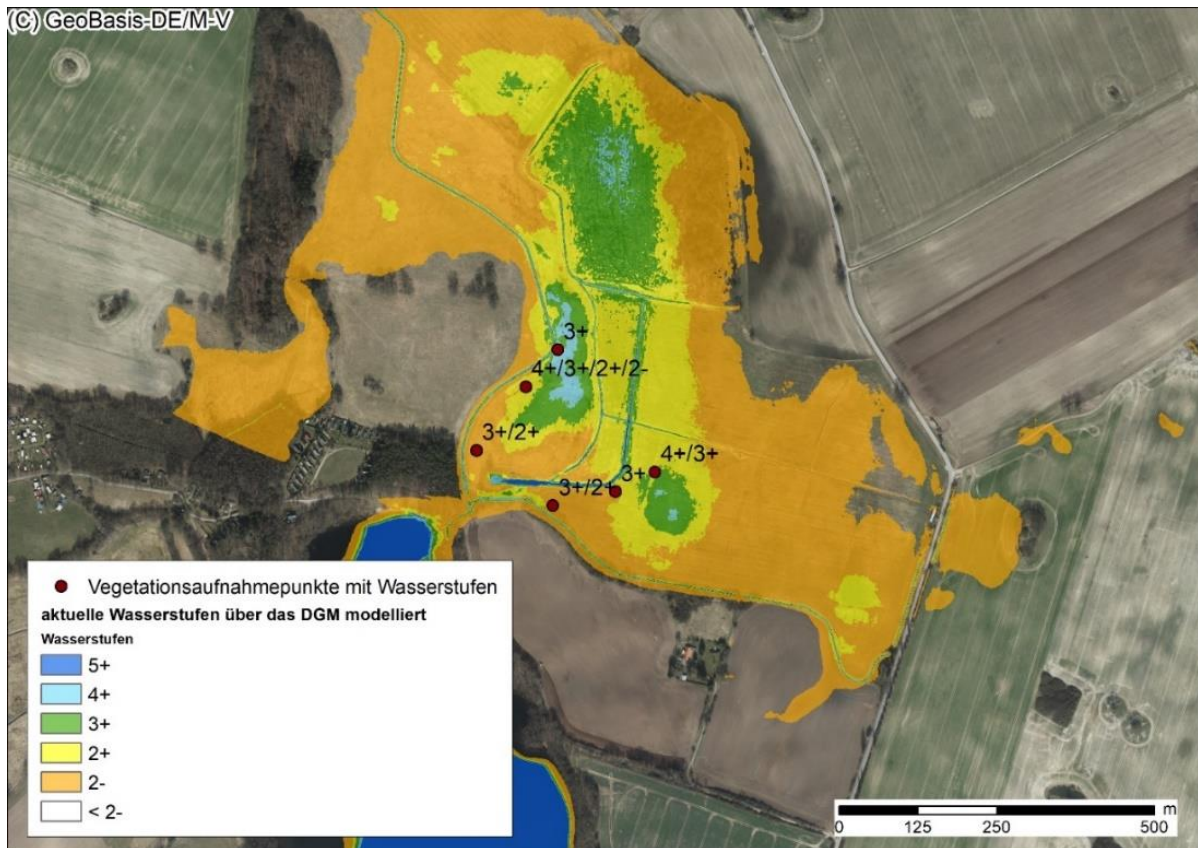 (C) GeoBasis-DE/M-V
3+
4+/3+/2+/2-
3+/2+
4+/3+
3+
3+/2+
Vegetationsaufnahmepunkte mit Wasserstufen
aktuelle Wasserstufen über das DGM modelliert
Wasserstufen
5+
4+
3+
2+
2-
< 2-
m
0 125 250 500